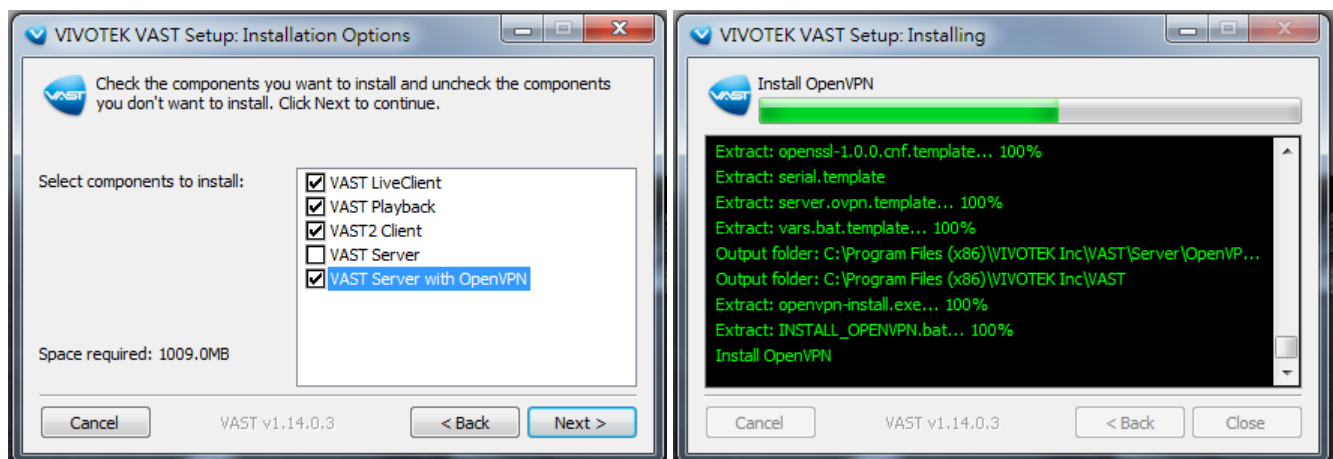 VIVOTEK VAST Setup: Installation Options
VAST
Check the components you want to install and uncheck the components
you don't want to install. Click Next to continue.
Select components to install:
VAST LiveClient
VAST Playback
VAST2 Client
VAST Server
VAST Server with OpenVPN
Space required: 1009.0MB
Cancel
VAST v1.14.0.3
< Back
Next >
VIVOTEK VAST Setup: Installing
VAST
Install OpenVPN
Extract: openssl-1.0.0.cnf.template... 100%
Extract: serial.template
Extract: server.ovpn.template... 100%
Extract: vars.bat.template... 100%
Output folder: C:\Program Files (x86)\VIVOTEK Inc\VAST\Server\OpenVP...
Output folder: C:\Program Files (x86)\VIVOTEK Inc\VAST
Extract: openvpn-install.exe... 100%
Extract: INSTALL_OPENVPN.bat... 100%
Install OpenVPN
Cancel
VAST v1.14.0.3
< Back
Close